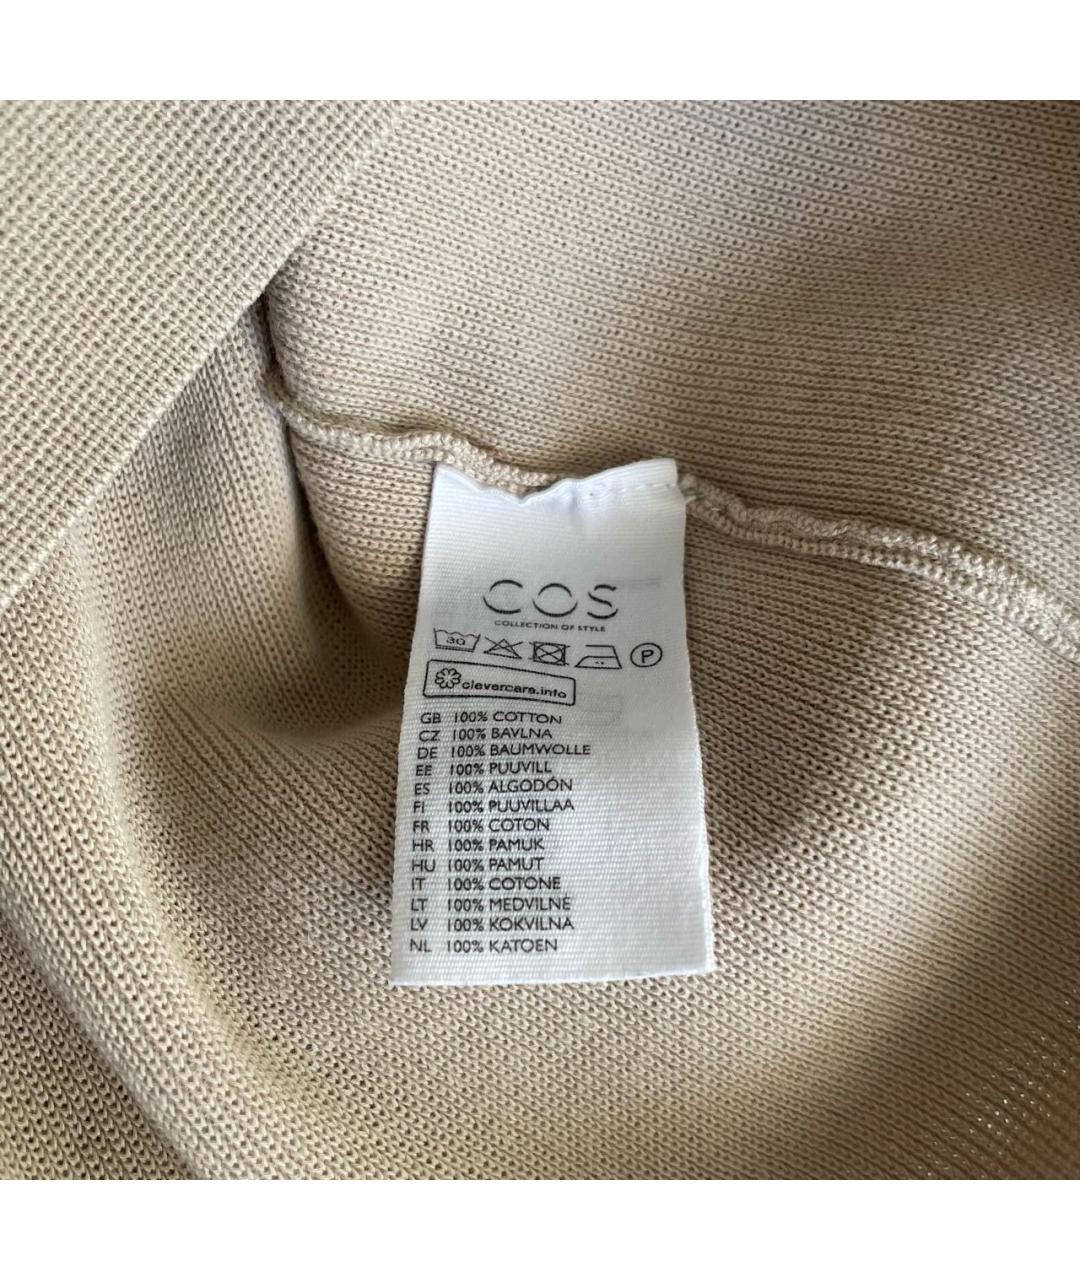 COS
COLLECTION OF STYLE
30 P
clevercare.info
GB 100% COTTON
CZ 100% BAVLNA
DE 100% BAUMWOLLE
EE 100% PUUVILL
ES 100% ALGODÓN
FI 100% PUUVILLAA
FR 100% COTON
HR 100% PAMUK
HU 100% PAMUT
IT 100% COTONE
LT 100% MEDVILNĖ
LV 100% KOKVILNA
NL 100% KATOEN